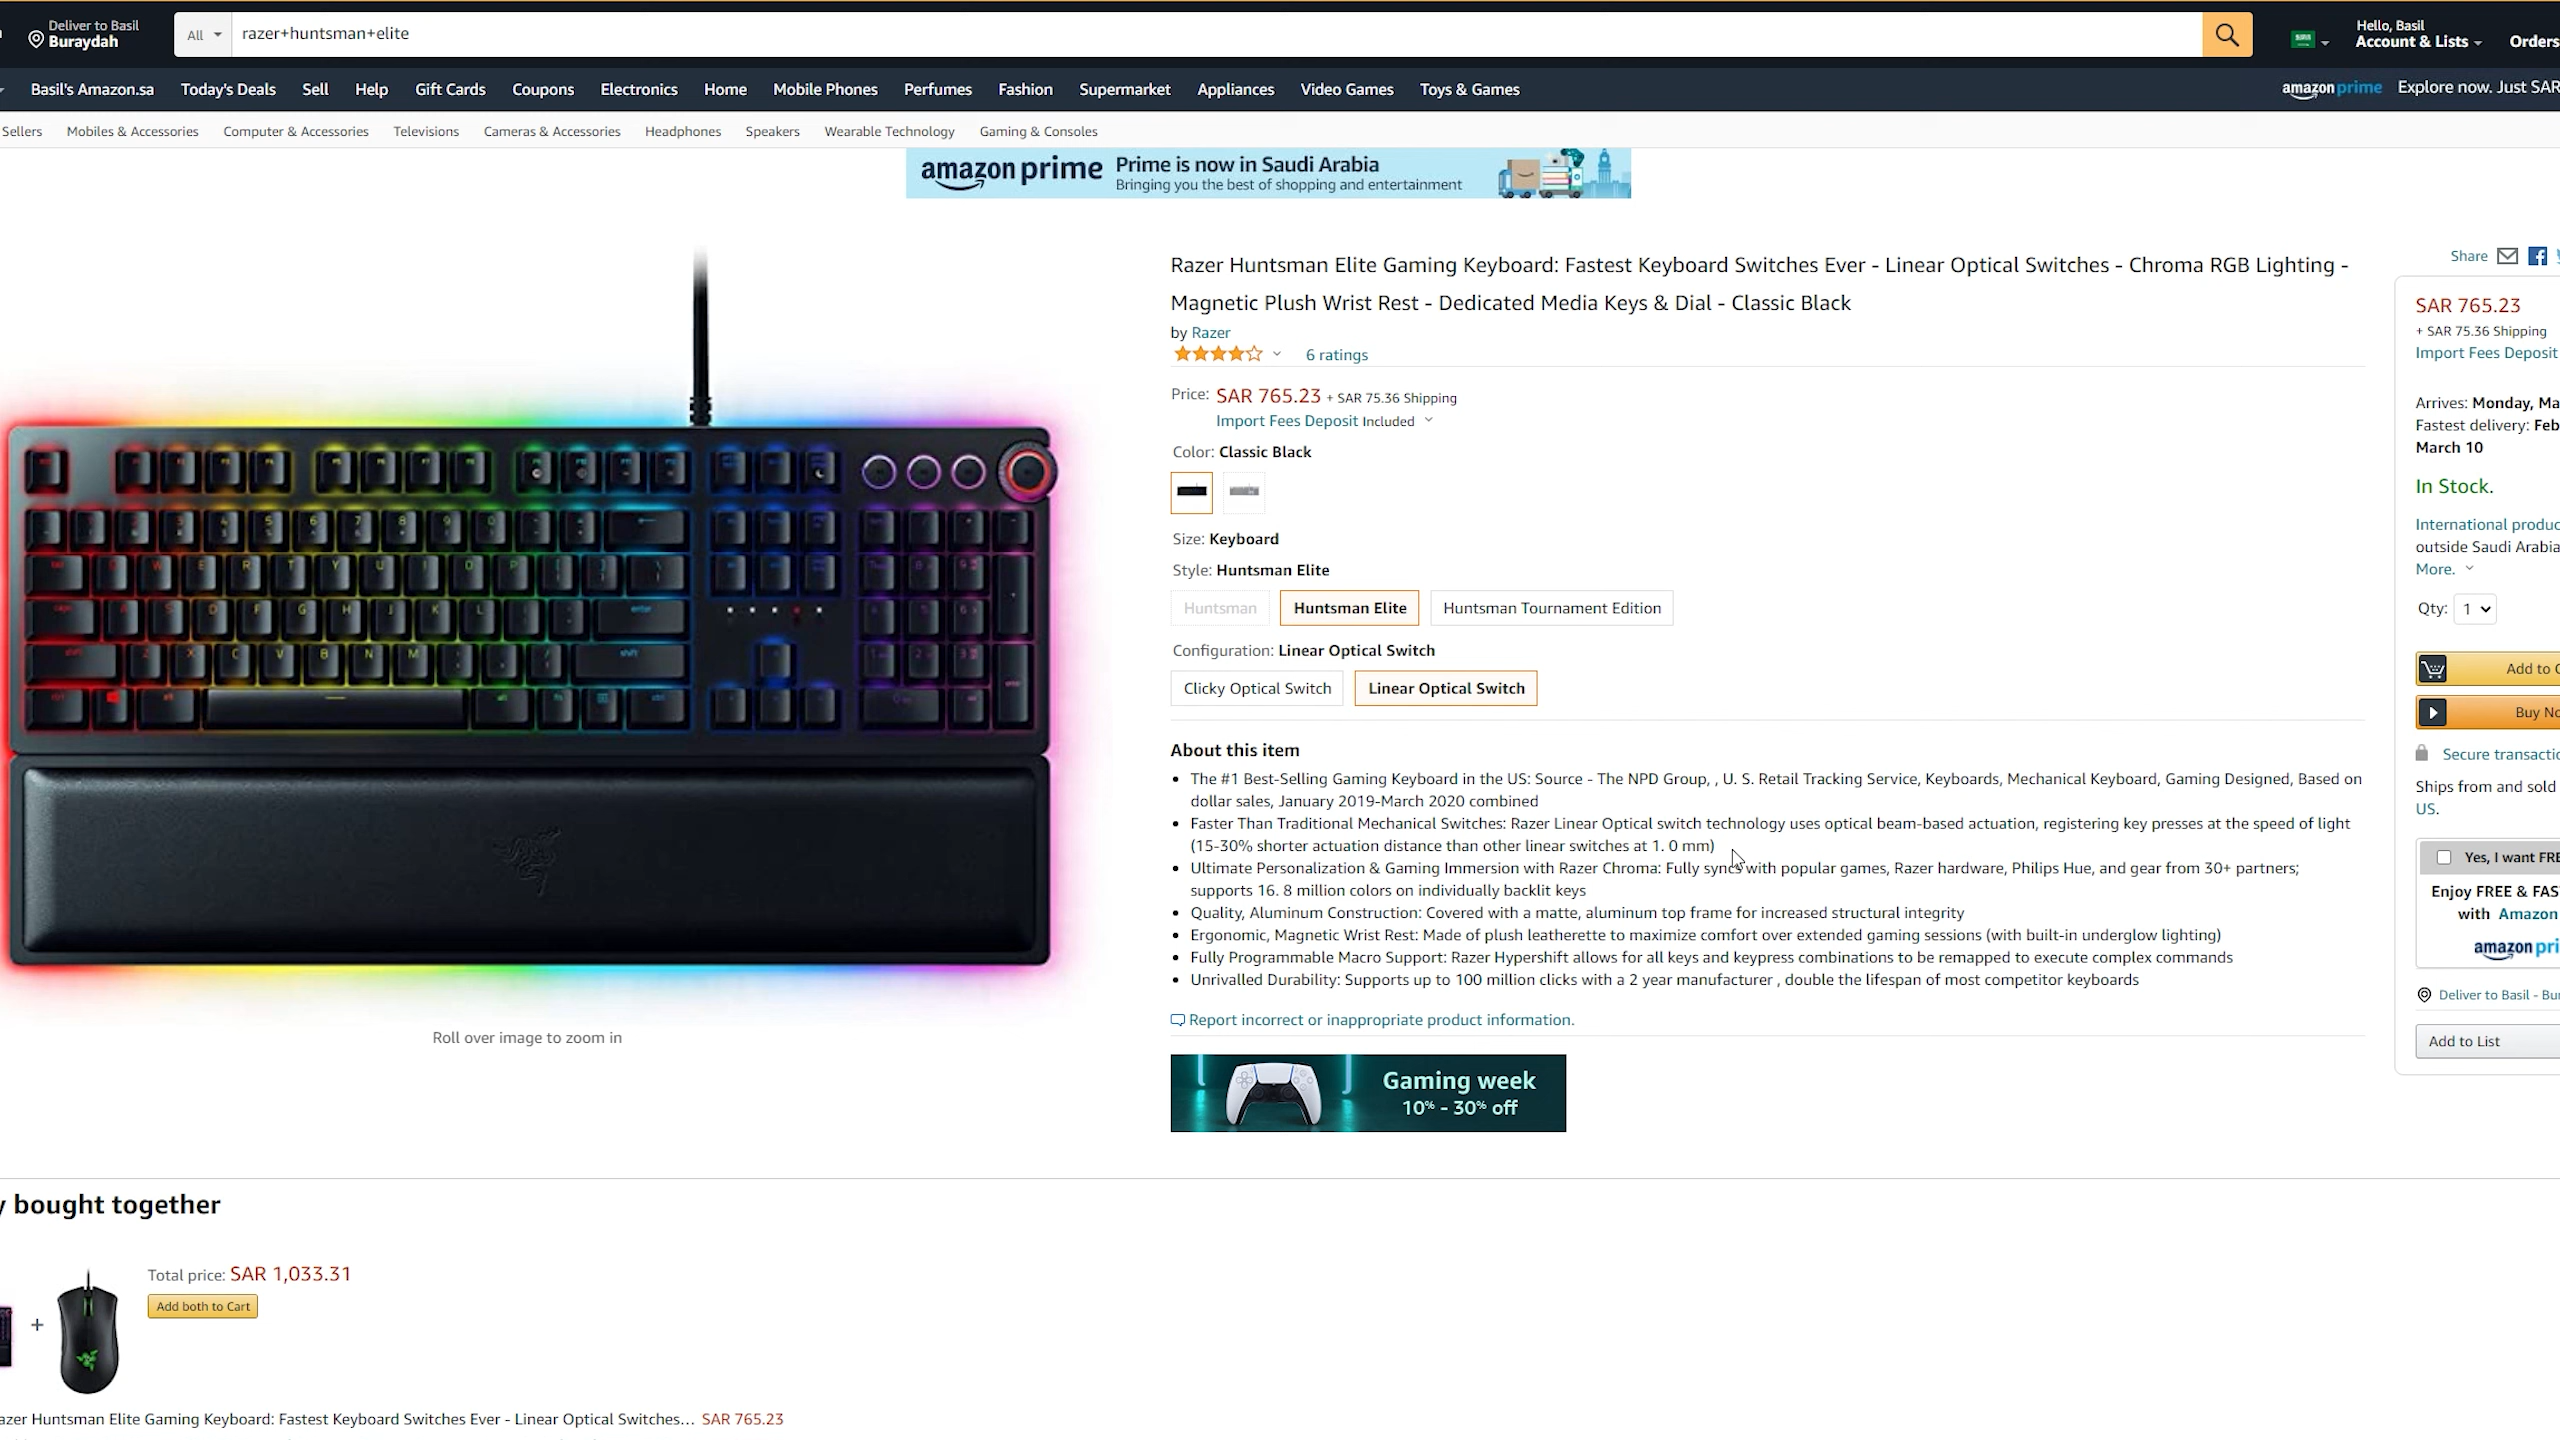 Deliver to Basil
Buraydah
All
razer+huntsman+elite
Hello, Basil
Account & Lists
Orders
Basil's Amazon.sa Today's Deals Sell Help Gift Cards Coupons Electronics Home Mobile Phones Perfumes Fashion Supermarket Appliances Video Games Toys & Games
amazon prime Explore now. Just SAR
Sellers Mobiles & Accessories Computer & Accessories Televisions Cameras & Accessories Headphones Speakers Wearable Technology Gaming & Consoles
amazon prime Prime is now in Saudi Arabia
Bringing you the best of shopping and entertainment
Razer Huntsman Elite Gaming Keyboard: Fastest Keyboard Switches Ever - Linear Optical Switches - Chroma RGB Lighting -
Magnetic Plush Wrist Rest - Dedicated Media Keys & Dial - Classic Black
by Razer
6 ratings
Price: SAR 765.23 + SAR 75.36 Shipping
Import Fees Deposit Included
Color: Classic Black
Size: Keyboard
Style: Huntsman Elite
Huntsman Huntsman Elite Huntsman Tournament Edition
Configuration: Linear Optical Switch
Clicky Optical Switch Linear Optical Switch
About this item
• The #1 Best-Selling Gaming Keyboard in the US: Source - The NPD Group, , U. S. Retail Tracking Service, Keyboards, Mechanical Keyboard, Gaming Designed, Based on
dollar sales, January 2019-March 2020 combined
• Faster Than Traditional Mechanical Switches: Razer Linear Optical switch technology uses optical beam-based actuation, registering key presses at the speed of light
(15-30% shorter actuation distance than other linear switches at 1. 0 mm)
• Ultimate Personalization & Gaming Immersion with Razer Chroma: Fully syncs with popular games, Razer hardware, Philips Hue, and gear from 30+ partners;
supports 16. 8 million colors on individually backlit keys
• Quality, Aluminum Construction: Covered with a matte, aluminum top frame for increased structural integrity
• Ergonomic, Magnetic Wrist Rest: Made of plush leatherette to maximize comfort over extended gaming sessions (with built-in underglow lighting)
• Fully Programmable Macro Support: Razer Hypershift allows for all keys and keypress combinations to be remapped to execute complex commands
• Unrivalled Durability: Supports up to 100 million clicks with a 2 year manufacturer , double the lifespan of most competitor keyboards
Report incorrect or inappropriate product information.
Gaming week
10% - 30% off
Roll over image to zoom in
Share
SAR 765.23
+ SAR 75.36 Shipping
Import Fees Deposit
Arrives: Monday, Ma
Fastest delivery: Feb
March 10
In Stock.
International produc
outside Saudi Arabia
More.
Qty: 1
Add to C
Buy No
Secure transactio
Ships from and sold
US.
Yes, I want FRE
Enjoy FREE & FAS
with Amazon
amazon pri
Deliver to Basil - Bu
Add to List
y bought together
Total price: SAR 1,033.31
Add both to Cart
+
azer Huntsman Elite Gaming Keyboard: Fastest Keyboard Switches Ever - Linear Optical Switches... SAR 765.23